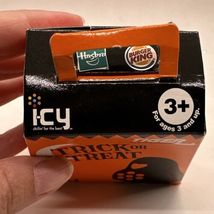 Hasbro
BURGER
KING
icy
chillin' for the best
3+
For ages 3 and up.
TRICK OR
TREAT